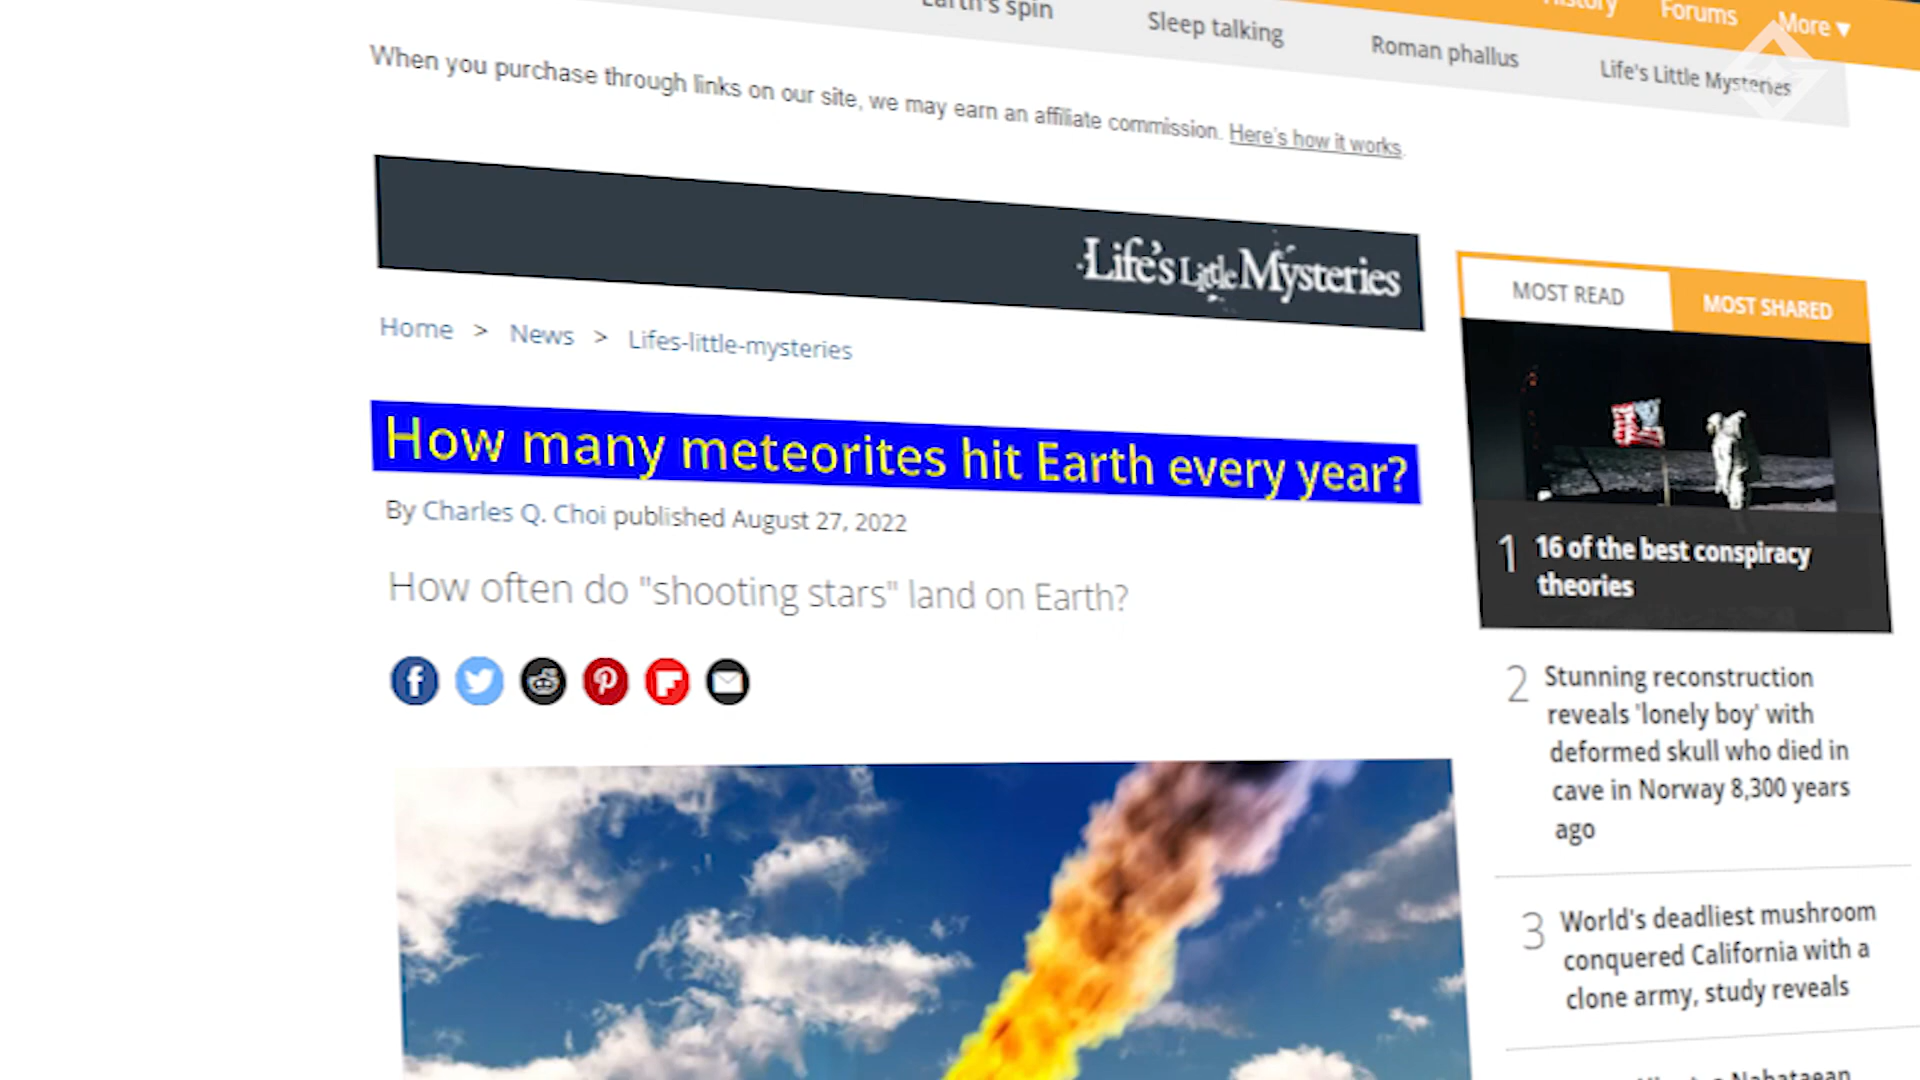 Earth's spin
Sleep talking
Roman phallus
Life's Little Mysteries
History
Forums
More
When you purchase through links on our site, we may earn an affiliate commission. Here's how it works.
Life's Little Mysteries
Home > News > Lifes-little-mysteries
How many meteorites hit Earth every year?
By Charles Q. Choi published August 27, 2022
How often do "shooting stars" land on Earth?
MOST READ
MOST SHARED
1 16 of the best conspiracy
theories
2 Stunning reconstruction
reveals 'lonely boy' with
deformed skull who died in
cave in Norway 8,300 years
ago
3 World's deadliest mushroom
conquered California with a
clone army, study reveals
Nabataean